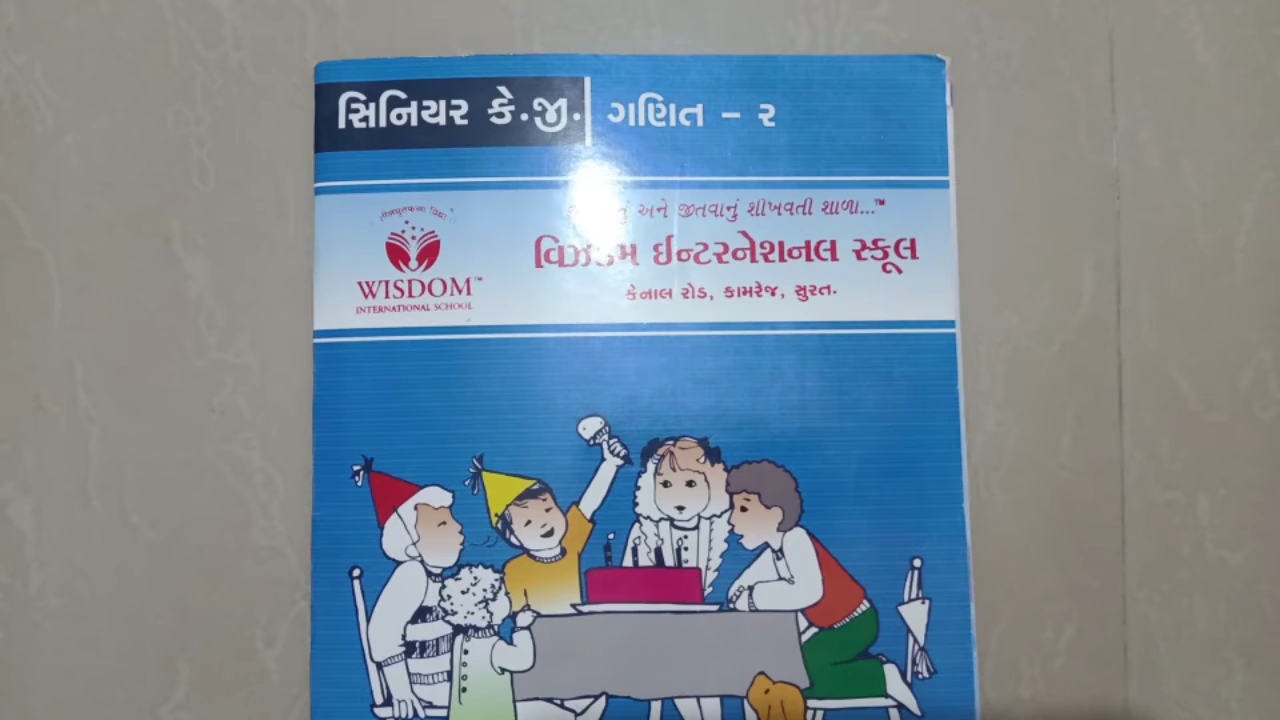 સિનિયર કે.જી. ગણિત - ૨
અને જીતવાનું શીખવતી શાળા...™
વિઝડમ ઈન્ટરનેશનલ સ્કૂલ
કેનાલ રોડ, કામરેજ, સુરત.
WISDOM™
INTERNATIONAL SCHOOL